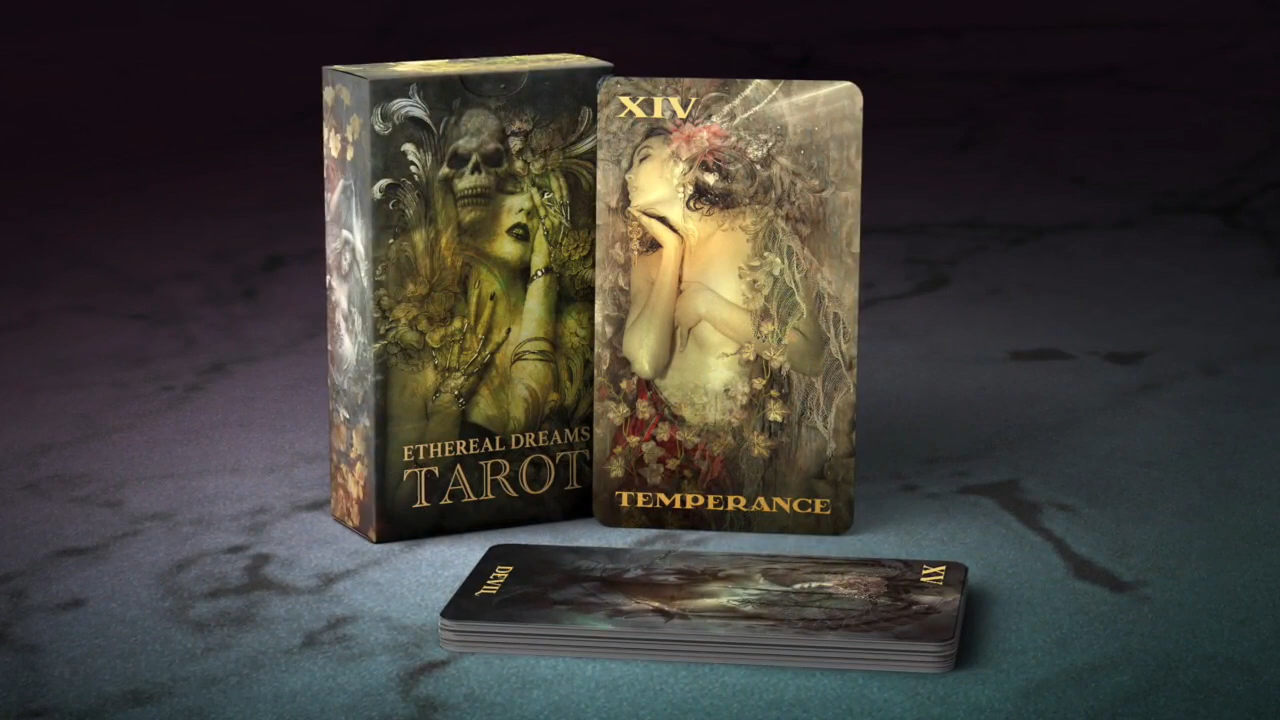 ETHEREAL DREAMS
TAROT
XIV
TEMPERANCE
DEVIL
XV